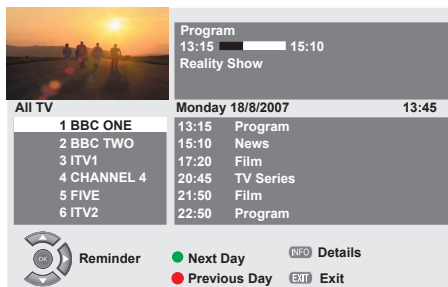 Program
13:15 15:10
Reality Show
All TV Monday 18/8/2007 13:45
1 BBC ONE 13:15 Program
2 BBC TWO 15:10 News
3 ITV1 17:20 Film
4 CHANNEL 4 20:45 TV Series
5 FIVE 21:50 Film
6 ITV2 22:50 Program
OK Reminder Next Day INFO Details
Previous Day EXIT Exit